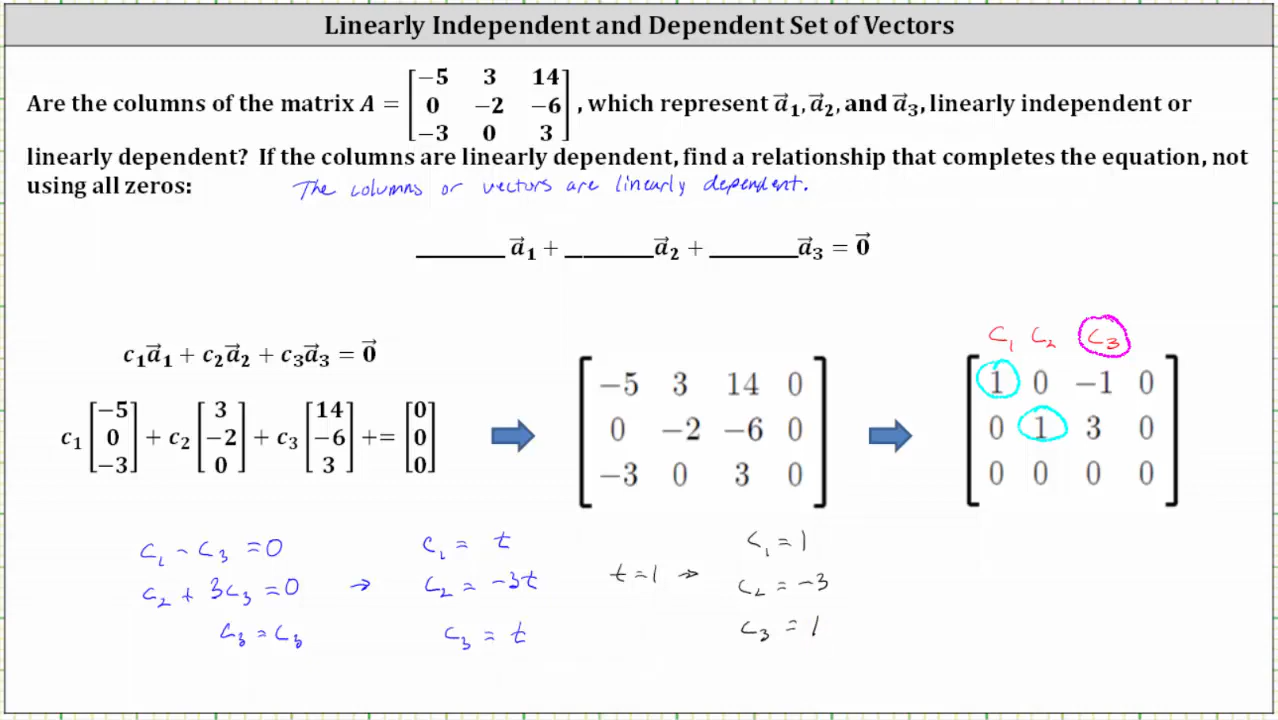 Linearly Independent and Dependent Set of Vectors
Are the columns of the matrix A = [−5 3 14; 0 −2 −6; −3 0 3], which represent a⃗₁, a⃗₂, and a⃗₃, linearly independent or
linearly dependent? If the columns are linearly dependent, find a relationship that completes the equation, not
using all zeros: The columns or vectors are linearly dependent.
_______ a⃗₁ + _______ a⃗₂ + _______ a⃗₃ = 0⃗
c₁a⃗₁ + c₂a⃗₂ + c₃a⃗₃ = 0⃗
c₁ [−5; 0; −3] + c₂ [3; −2; 0] + c₃ [14; −6; 3] += [0; 0; 0]
−5 3 14 0
0 −2 −6 0
−3 0 3 0
c₁ c₂ c₃
1 0 −1 0
0 1 3 0
0 0 0 0
c₁ − c₃ = 0
c₂ + 3c₃ = 0 →
c₃ = c₃
c₁ = t
c₂ = −3t
c₃ = t
t = 1 →
c₁ = 1
c₂ = −3
c₃ = 1